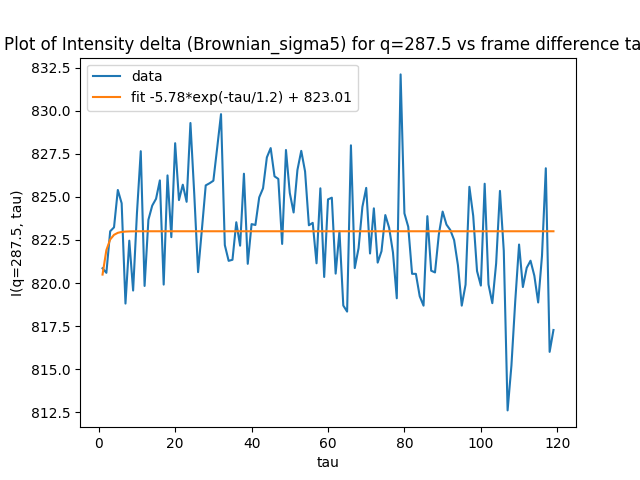 Plot of Intensity delta (Brownian_sigma5) for q=287.5 vs frame difference ta
832.5
830.0
827.5
825.0
822.5
820.0
817.5
815.0
812.5
I(q=287.5, tau)
data
fit -5.78*exp(-tau/1.2) + 823.01
0 20 40 60 80 100 120
tau